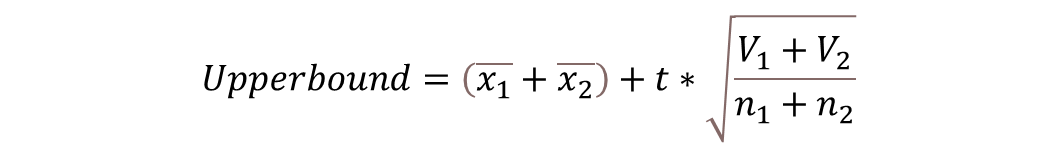 Upperbound = (x̅₁ + x̅₂) + t * √((V₁ + V₂)/(n₁ + n₂))